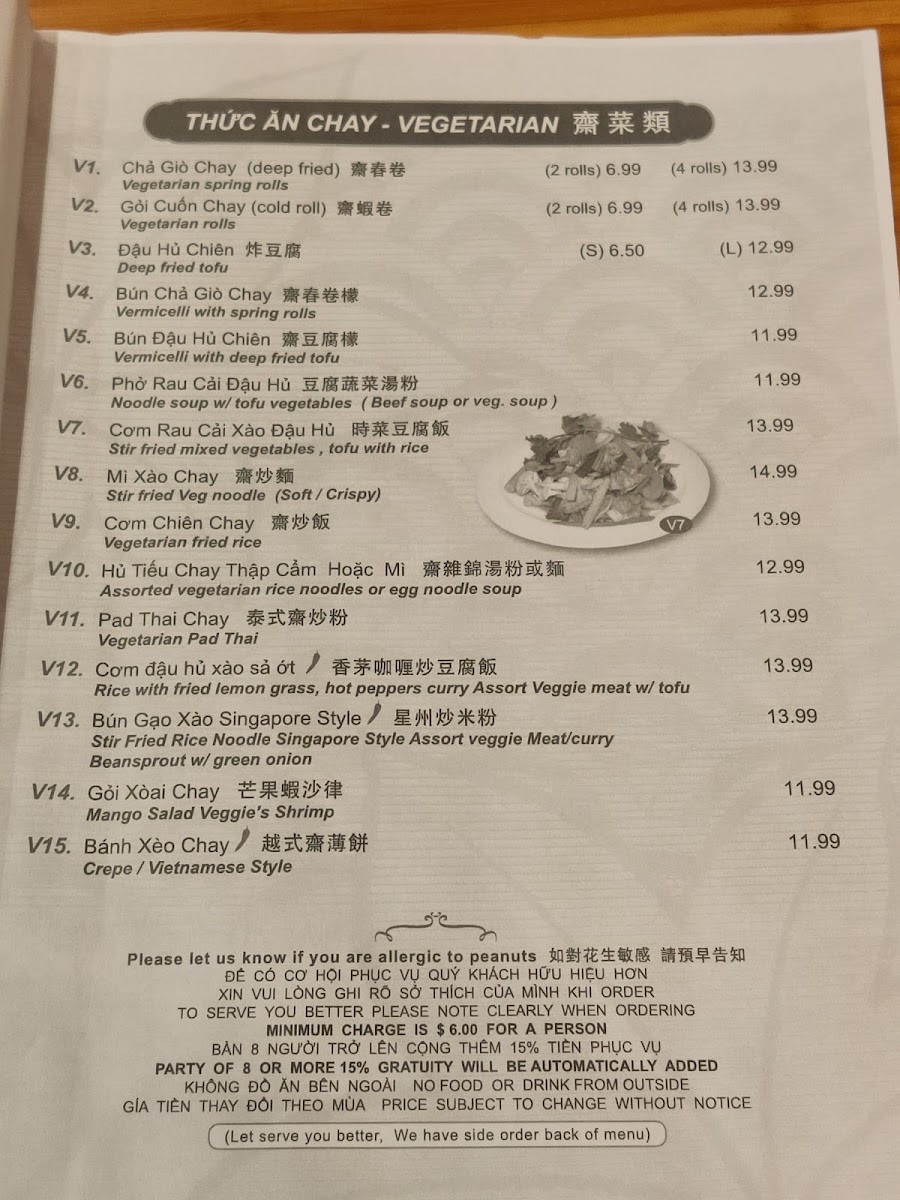 THỨC ĂN CHAY - VEGETARIAN 齋菜類
V1. Chả Giò Chay (deep fried) 齋春卷 (2 rolls) 6.99 (4 rolls) 13.99
Vegetarian spring rolls
V2. Gỏi Cuốn Chay (cold roll) 齋蝦卷 (2 rolls) 6.99 (4 rolls) 13.99
Vegetarian rolls
V3. Đậu Hủ Chiên 炸豆腐 (S) 6.50 (L) 12.99
Deep fried tofu
V4. Bún Chả Giò Chay 齋春卷檬 12.99
Vermicelli with spring rolls
V5. Bún Đậu Hủ Chiên 齋豆腐檬 11.99
Vermicelli with deep fried tofu
V6. Phở Rau Cải Đậu Hủ 豆腐蔬菜湯粉 11.99
Noodle soup w/ tofu vegetables ( Beef soup or veg. soup )
V7. Cơm Rau Cải Xào Đậu Hủ 時菜豆腐飯 13.99
Stir fried mixed vegetables , tofu with rice
V8. Mì Xào Chay 齋炒麵 14.99
Stir fried Veg noodle (Soft / Crispy)
V7
V9. Cơm Chiên Chay 齋炒飯 13.99
Vegetarian fried rice
V10. Hủ Tiếu Chay Thập Cẩm Hoặc Mì 齋雜錦湯粉或麵 12.99
Assorted vegetarian rice noodles or egg noodle soup
V11. Pad Thai Chay 泰式齋炒粉 13.99
Vegetarian Pad Thai
V12. Cơm đậu hủ xào sả ớt 香茅咖喱炒豆腐飯 13.99
Rice with fried lemon grass, hot peppers curry Assort Veggie meat w/ tofu
V13. Bún Gạo Xào Singapore Style 星州炒米粉 13.99
Stir Fried Rice Noodle Singapore Style Assort veggie Meat/curry
Beansprout w/ green onion
V14. Gỏi Xòai Chay 芒果蝦沙律 11.99
Mango Salad Veggie's Shrimp
V15. Bánh Xèo Chay 越式齋薄餅 11.99
Crepe / Vietnamese Style
Please let us know if you are allergic to peanuts 如對花生敏感 請預早告知
ĐỂ CÓ CƠ HỘI PHỤC VỤ QUÝ KHÁCH HỮU HIỆU HƠN
XIN VUI LÒNG GHI RÕ SỞ THÍCH CỦA MÌNH KHI ORDER
TO SERVE YOU BETTER PLEASE NOTE CLEARLY WHEN ORDERING
MINIMUM CHARGE IS $ 6.00 FOR A PERSON
BÀN 8 NGƯỜI TRỞ LÊN CỘNG THÊM 15% TIỀN PHỤC VỤ
PARTY OF 8 OR MORE 15% GRATUITY WILL BE AUTOMATICALLY ADDED
KHÔNG ĐỒ ĂN BÊN NGOÀI NO FOOD OR DRINK FROM OUTSIDE
GÍA TIỀN THAY ĐỔI THEO MÙA PRICE SUBJECT TO CHANGE WITHOUT NOTICE
(Let serve you better, We have side order back of menu)